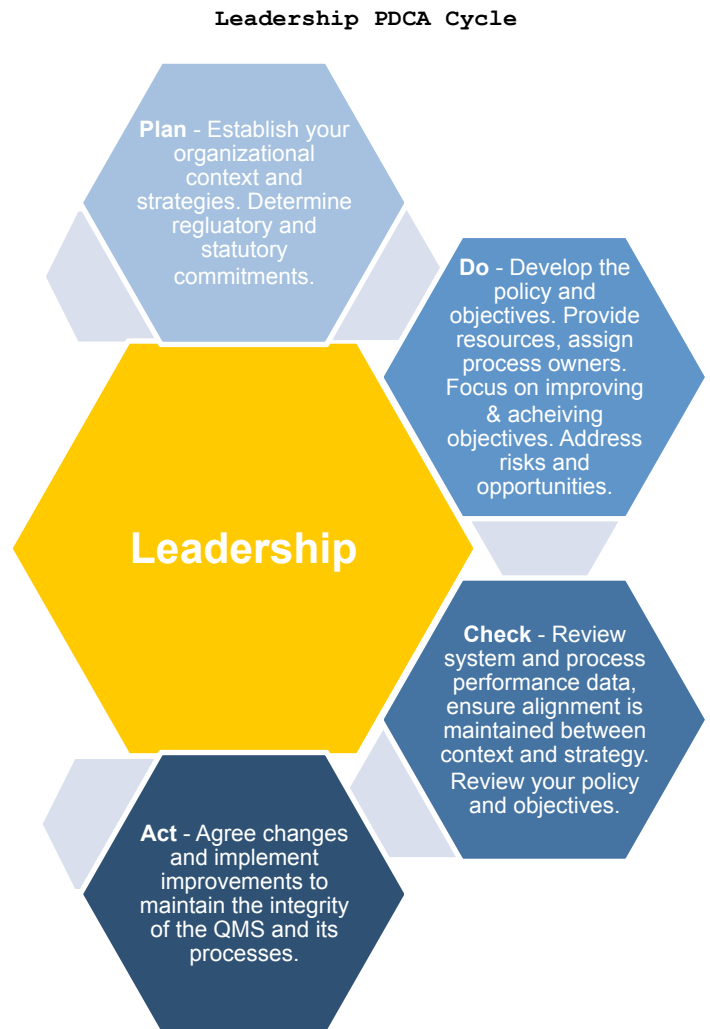 Leadership PDCA Cycle
Plan - Establish your
organizational
context and
strategies. Determine
regluatory and
statutory
commitments.
Do - Develop the
policy and
objectives. Provide
resources, assign
process owners.
Focus on improving
& acheiving
objectives. Address
risks and
opportunities.
Leadership
Check - Review
system and process
performance data,
ensure alignment is
maintained between
context and strategy.
Review your policy
and objectives.
Act - Agree changes
and implement
improvements to
maintain the integrity
of the QMS and its
processes.